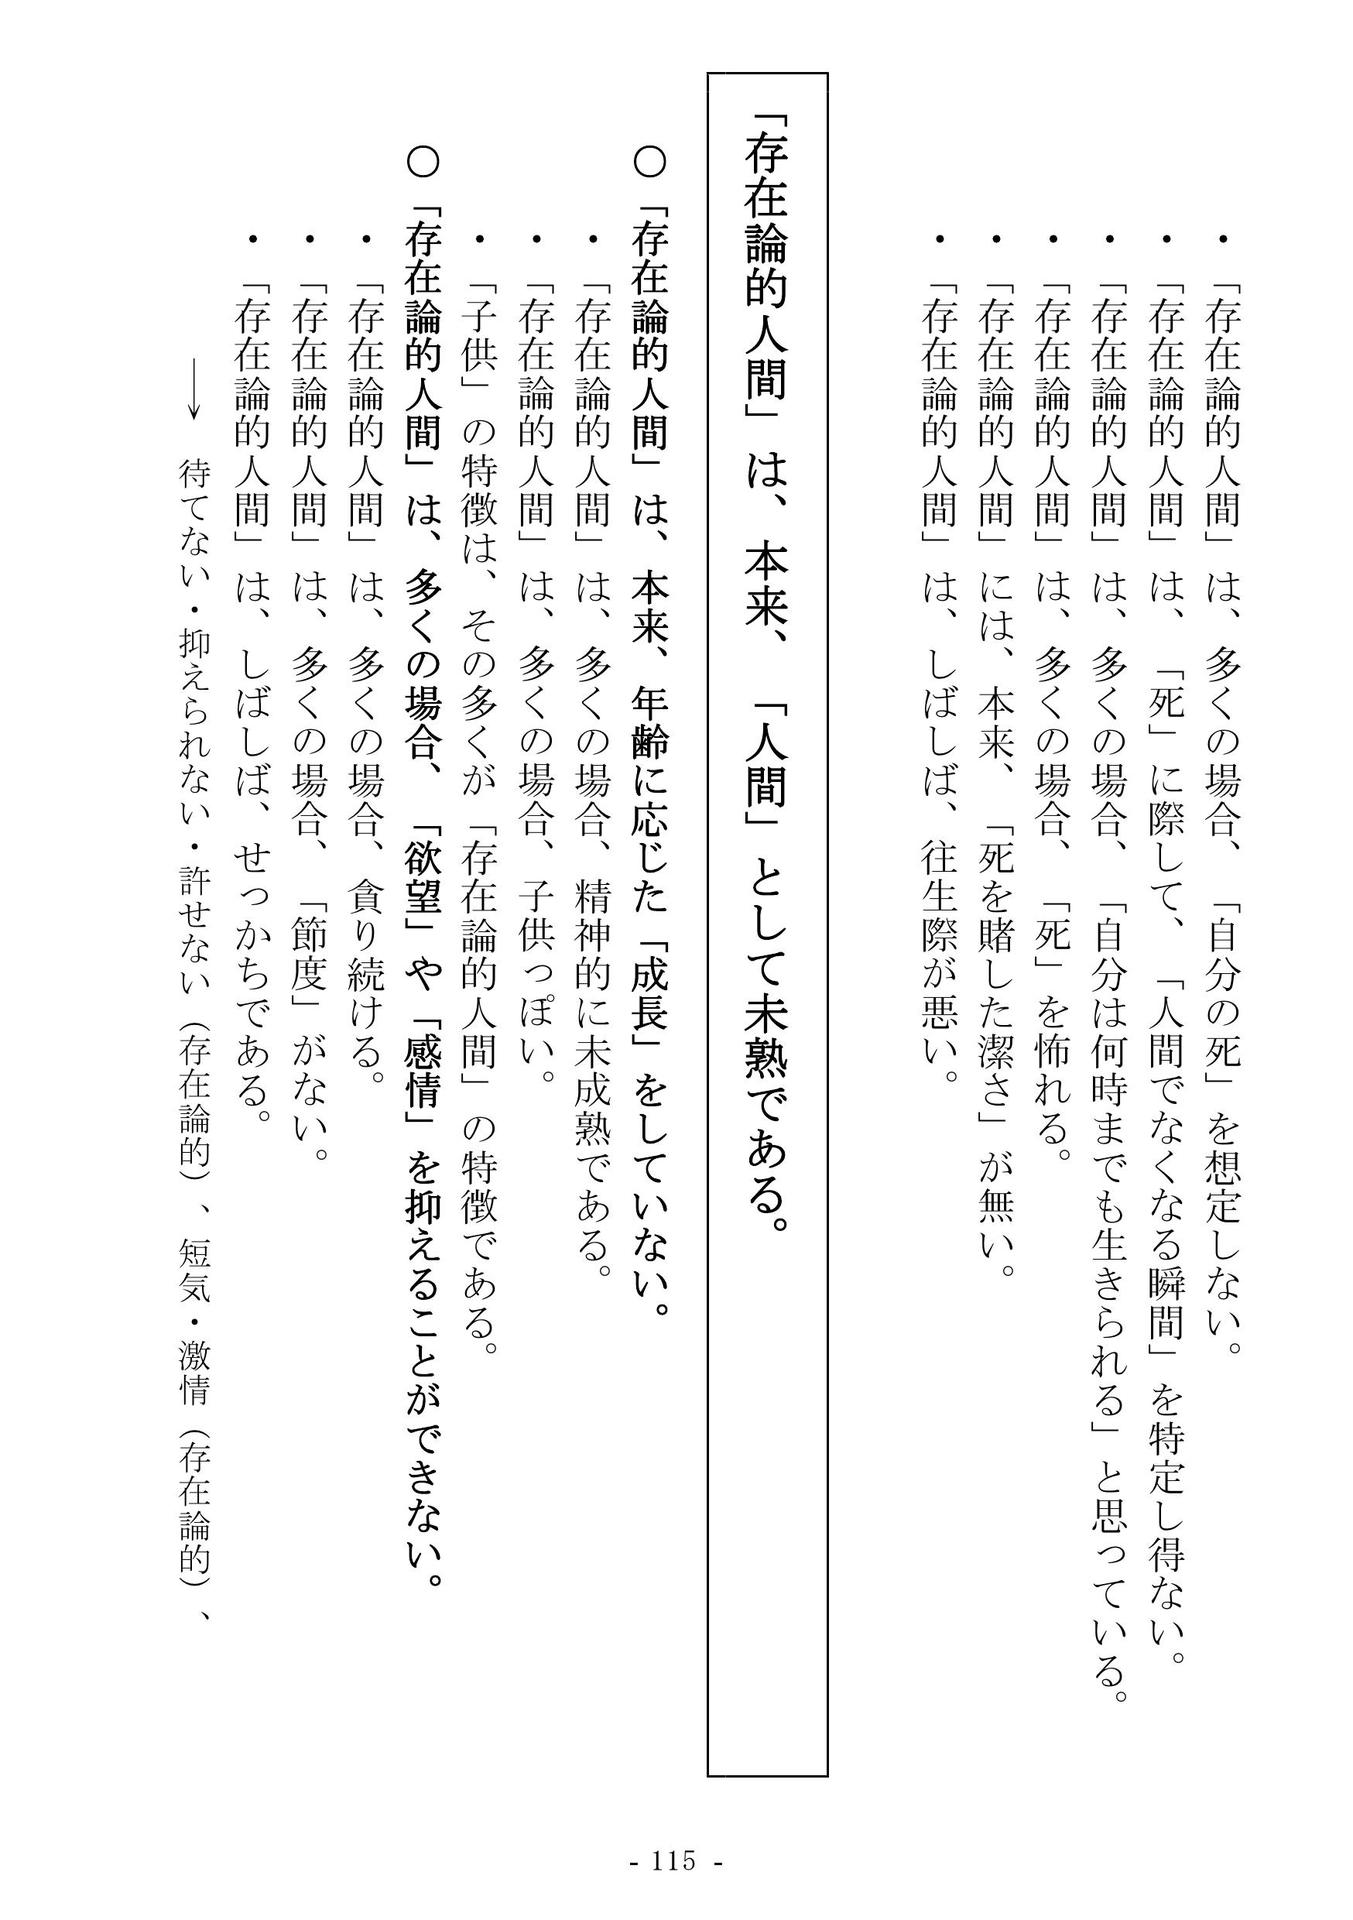 ・「存在論的人間」は、多くの場合、「自分の死」を想定しない。
・「存在論的人間」は、「死」に際して、「人間でなくなる瞬間」を特定し得ない。
・「存在論的人間」は、多くの場合、「自分は何時までも生きられる」と思っている。
・「存在論的人間」は、多くの場合、「死」を怖れる。
・「存在論的人間」には、本来、「死を賭した潔さ」が無い。
・「存在論的人間」は、しばしば、往生際が悪い。
「存在論的人間」は、本来、「人間」として未熟である。
○「存在論的人間」は、本来、年齢に応じた「成長」をしていない。
・「存在論的人間」は、多くの場合、精神的に未成熟である。
・「存在論的人間」は、多くの場合、子供っぽい。
・「子供」の特徴は、その多くが「存在論的人間」の特徴である。
○「存在論的人間」は、多くの場合、「欲望」や「感情」を抑えることができない。
・「存在論的人間」は、多くの場合、貪り続ける。
・「存在論的人間」は、多くの場合、「節度」がない。
・「存在論的人間」は、しばしば、せっかちである。
→ 待てない・抑えられない・許せない（存在論的）、短気・激情（存在論的）、
- 115 -